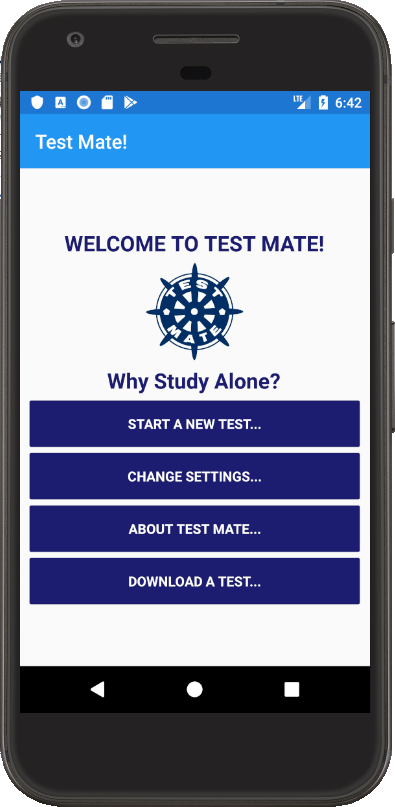 LTE 6:42
Test Mate!
WELCOME TO TEST MATE!
TEST
MATE
Why Study Alone?
START A NEW TEST...
CHANGE SETTINGS...
ABOUT TEST MATE...
DOWNLOAD A TEST...